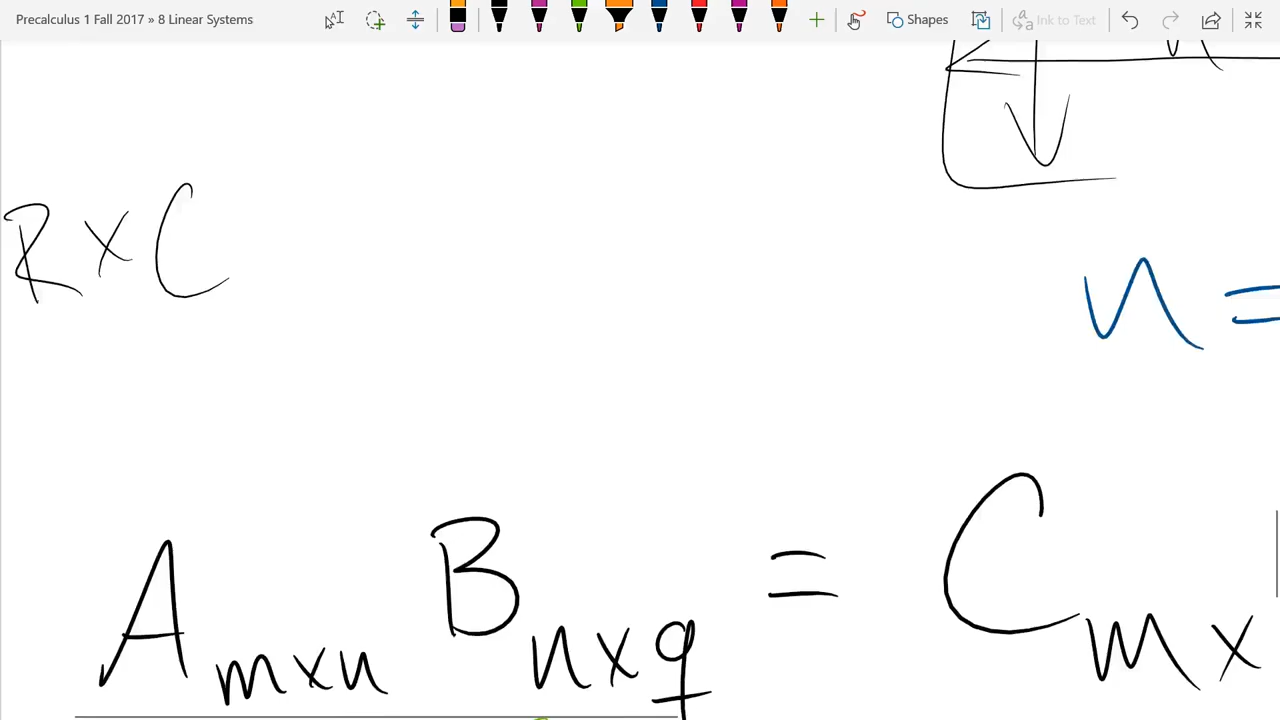 Precalculus 1 Fall 2017 » 8 Linear Systems
Shapes
Ink to Text
R x C
n =
A m x n B n x q = C m x